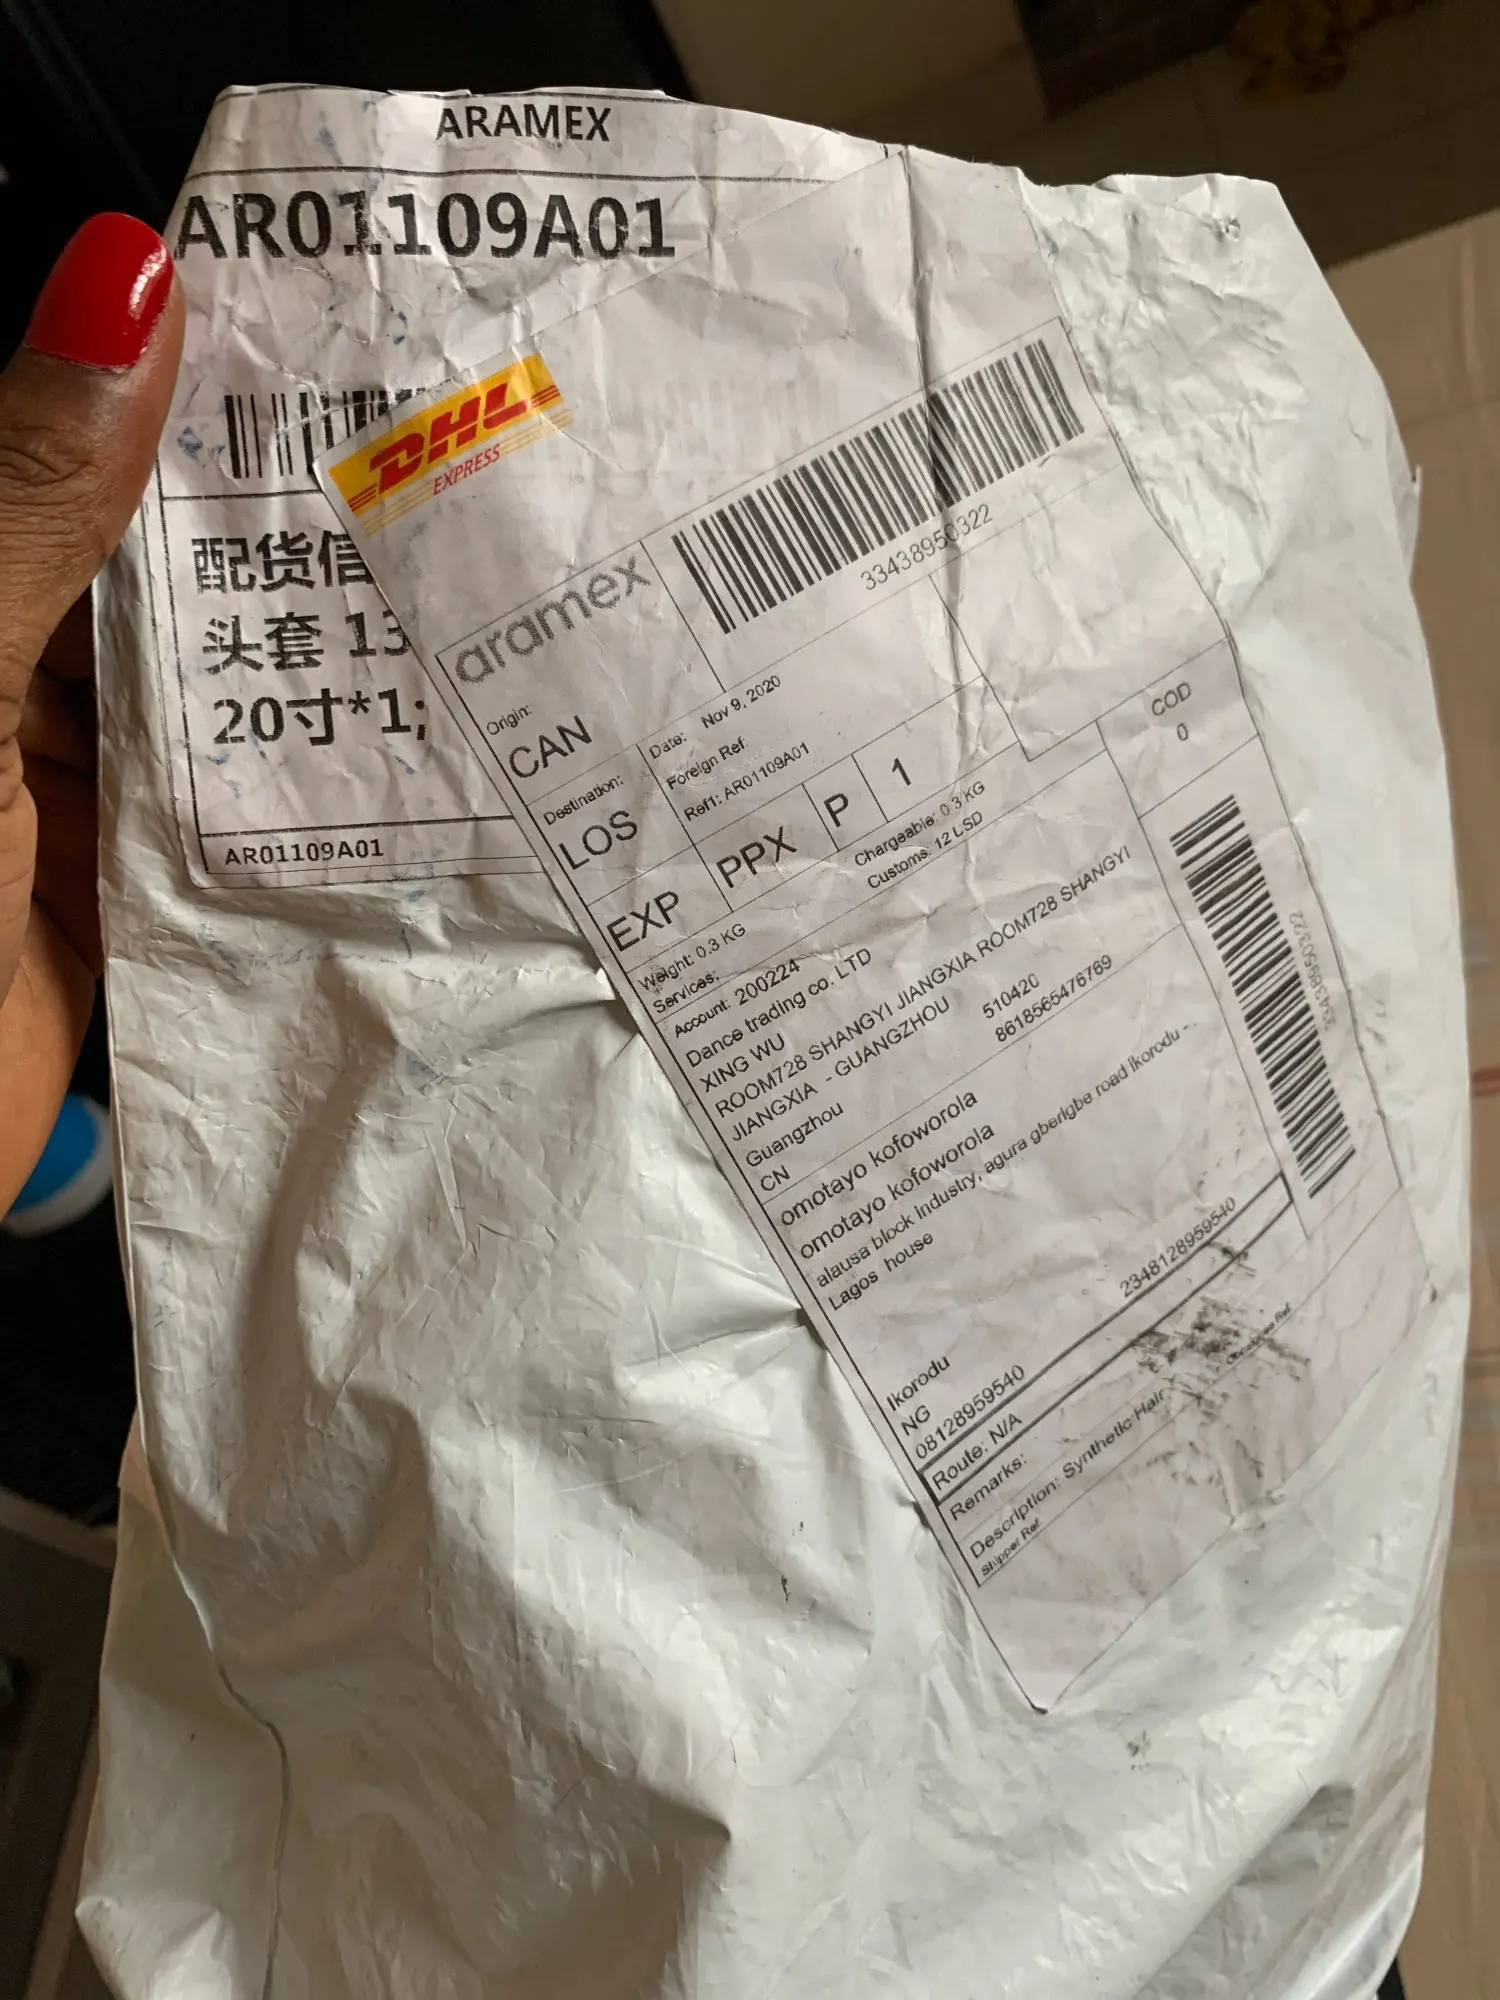 ARAMEX
AR01109A01
配货信
头套 13
20寸*1;
AR01109A01
DHL
EXPRESS
aramex
33438950322
Origin:
CAN
Destination:
LOS
Date: Nov 9, 2020
Foreign Ref:
Ref1: AR01109A01
EXP
PPX
P
1
Weight: 0.3 KG
Chargeable: 0.3 KG
Services:
Customs: 12 USD
COD
0
Account: 200224
Dance trading co. LTD
XING WU
ROOM728 SHANGYI JIANGXIA ROOM728 SHANGYI
JIANGXIA - GUANGZHOU
Guangzhou 510420
CN 8618565476769
33438950322
omotayo kofoworola
omotayo kofoworola
alausa block industry, agura gberigbe road Ikorodu -
Lagos house
Ikorodu
NG 2348128959540
08128959540
Route: N/A
Remarks:
Description: Synthetic Hair
Shipper Ref
Consignee Ref